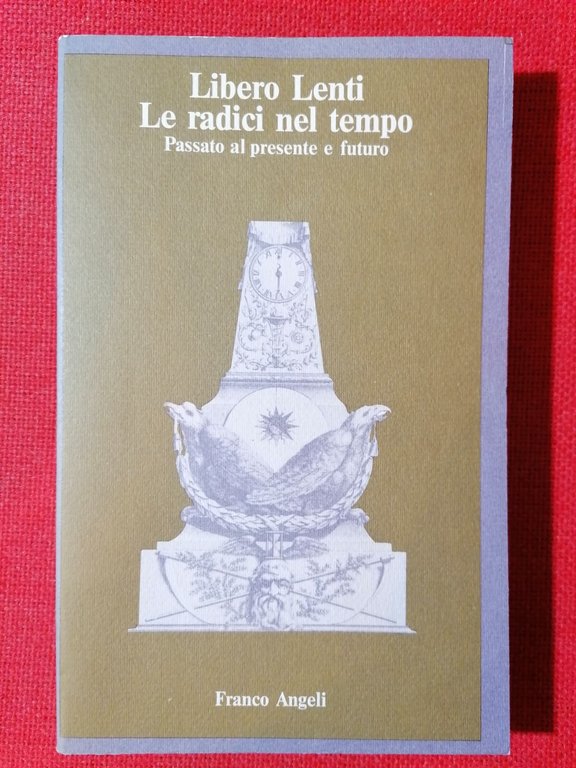 Libero Lenti
Le radici nel tempo
Passato al presente e futuro
Franco Angeli